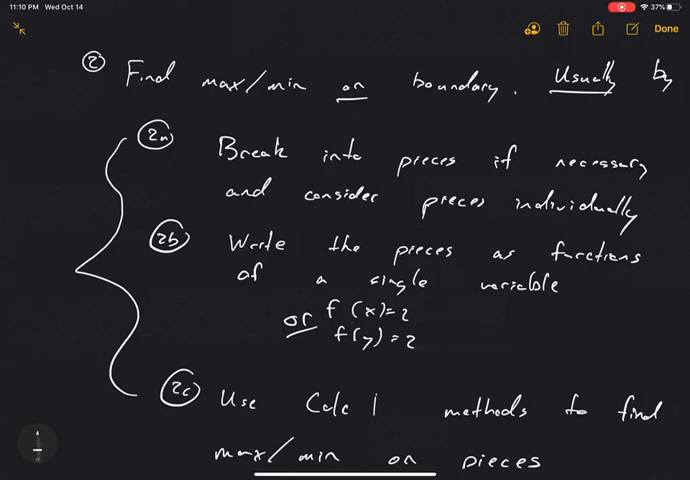 11:10 PM Wed Oct 14
37%
Done
② Find max/min on boundary. Usually by
2a Break into pieces if necessary
and consider pieces individually
2b Write the pieces as functions
of a single variable
f(x)=z
or
f(y)=z
2c Use Calc 1 methods to find
max/min on pieces